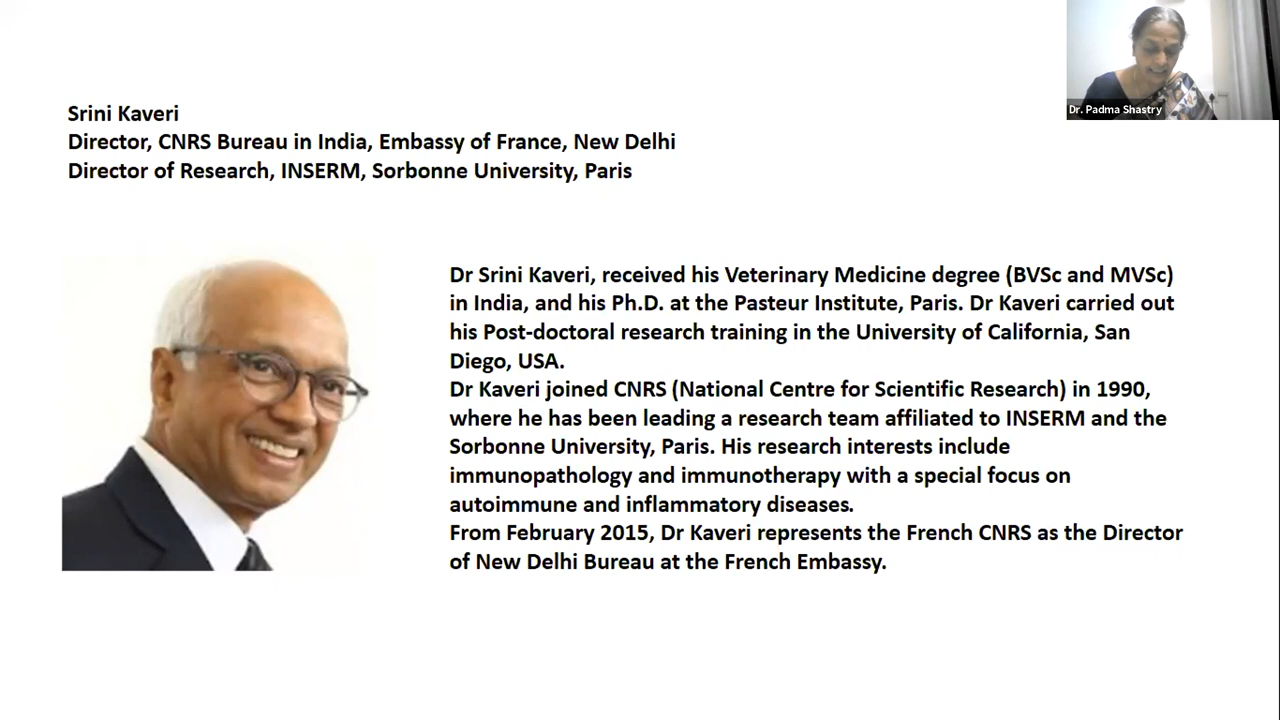 Srini Kaveri
Director, CNRS Bureau in India, Embassy of France, New Delhi
Director of Research, INSERM, Sorbonne University, Paris
Dr. Padma Shastry
Dr Srini Kaveri, received his Veterinary Medicine degree (BVSc and MVSc)
in India, and his Ph.D. at the Pasteur Institute, Paris. Dr Kaveri carried out
his Post-doctoral research training in the University of California, San
Diego, USA.
Dr Kaveri joined CNRS (National Centre for Scientific Research) in 1990,
where he has been leading a research team affiliated to INSERM and the
Sorbonne University, Paris. His research interests include
immunopathology and immunotherapy with a special focus on
autoimmune and inflammatory diseases.
From February 2015, Dr Kaveri represents the French CNRS as the Director
of New Delhi Bureau at the French Embassy.